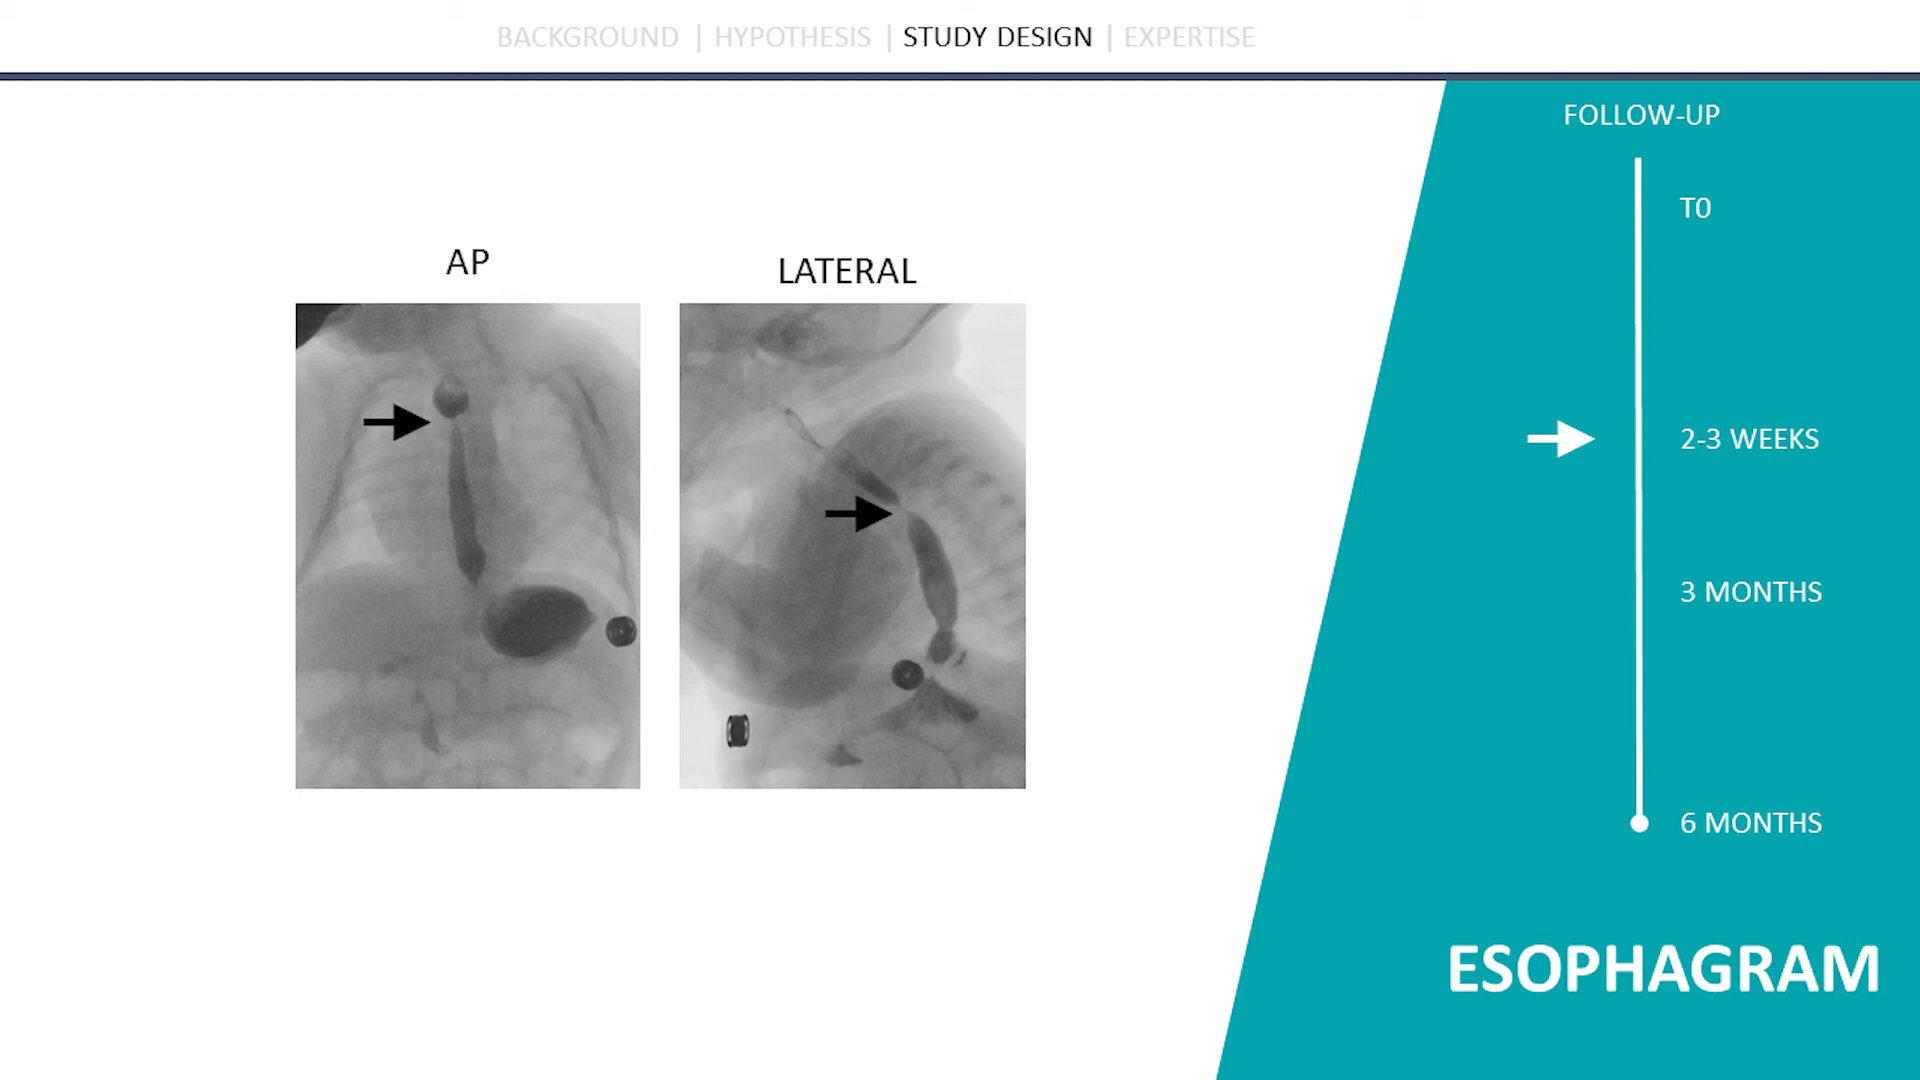 BACKGROUND | HYPOTHESIS | STUDY DESIGN | EXPERTISE
AP
LATERAL
FOLLOW-UP
T0
2-3 WEEKS
3 MONTHS
6 MONTHS
ESOPHAGRAM